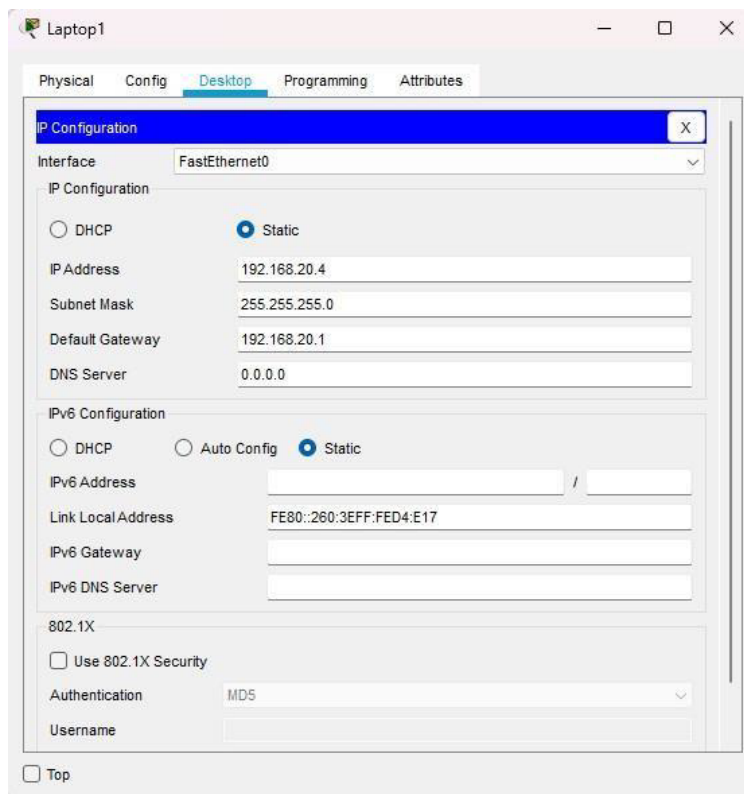 Laptop1
Physical Config Desktop Programming Attributes
IP Configuration X
Interface FastEthernet0
IP Configuration
DHCP Static
IP Address 192.168.20.4
Subnet Mask 255.255.255.0
Default Gateway 192.168.20.1
DNS Server 0.0.0.0
IPv6 Configuration
DHCP Auto Config Static
IPv6 Address /
Link Local Address FE80::260:3EFF:FED4:E17
IPv6 Gateway
IPv6 DNS Server
802.1X
Use 802.1X Security
Authentication MD5
Username
Top